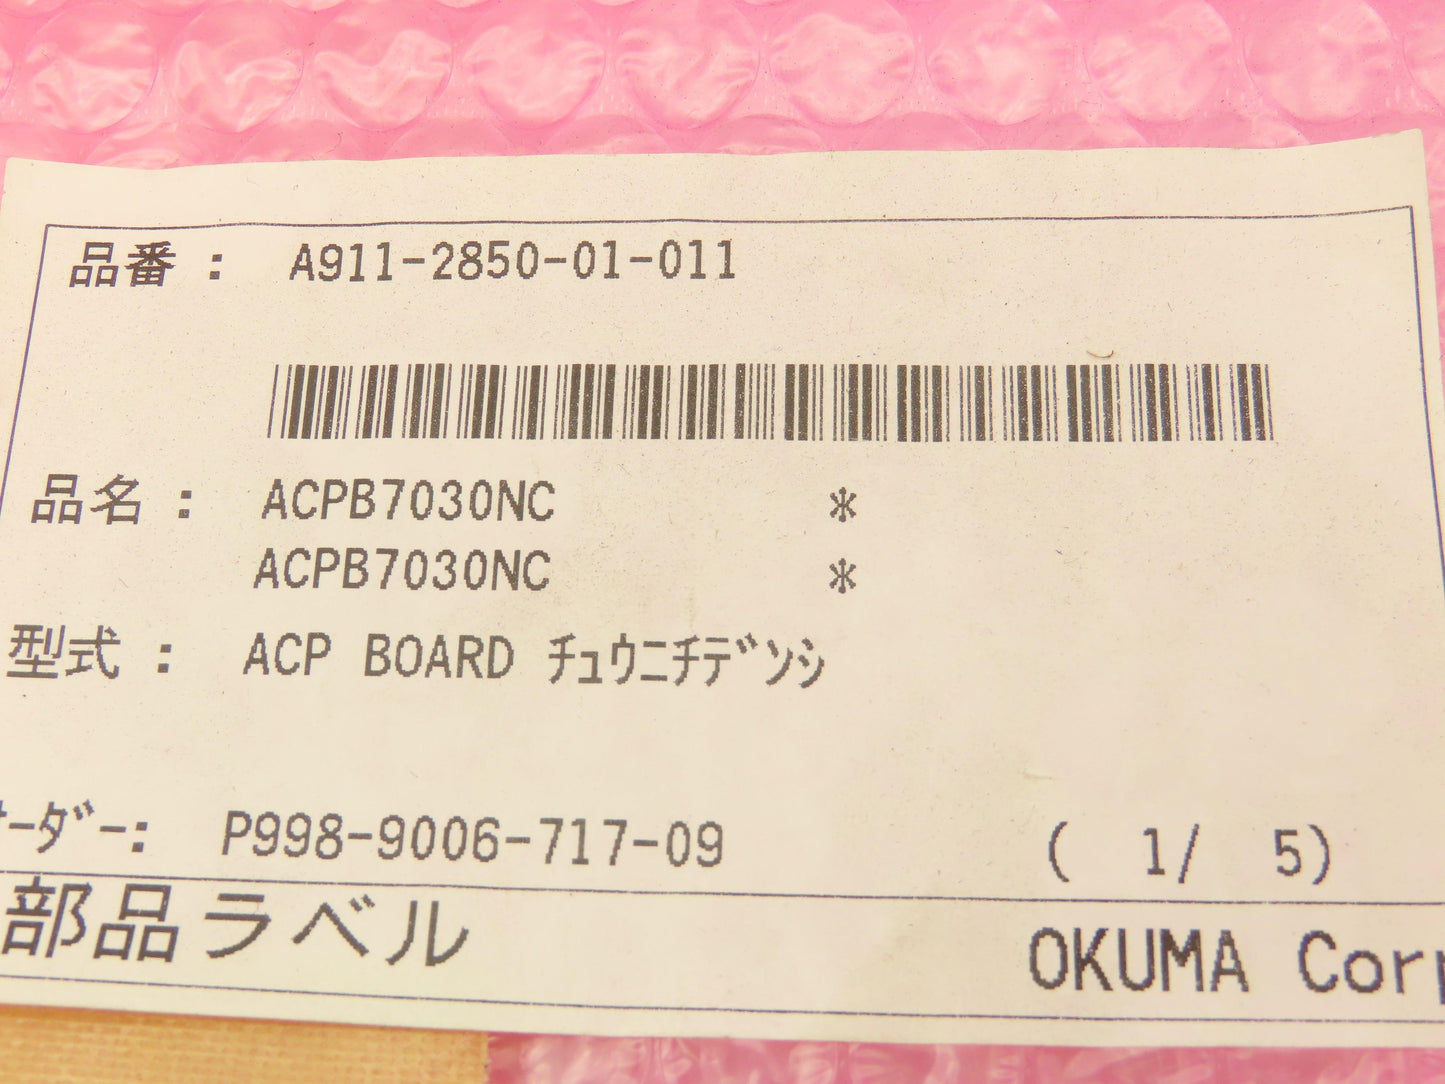 品番 : A911-2850-01-011
品名 : ACPB7030NC *
ACPB7030NC *
型式 : ACP BOARD ﾁｭｳﾆﾁﾃﾞﾝｼ
ｰﾀﾞｰ: P998-9006-717-09 ( 1/ 5)
部品ラベル OKUMA Corp